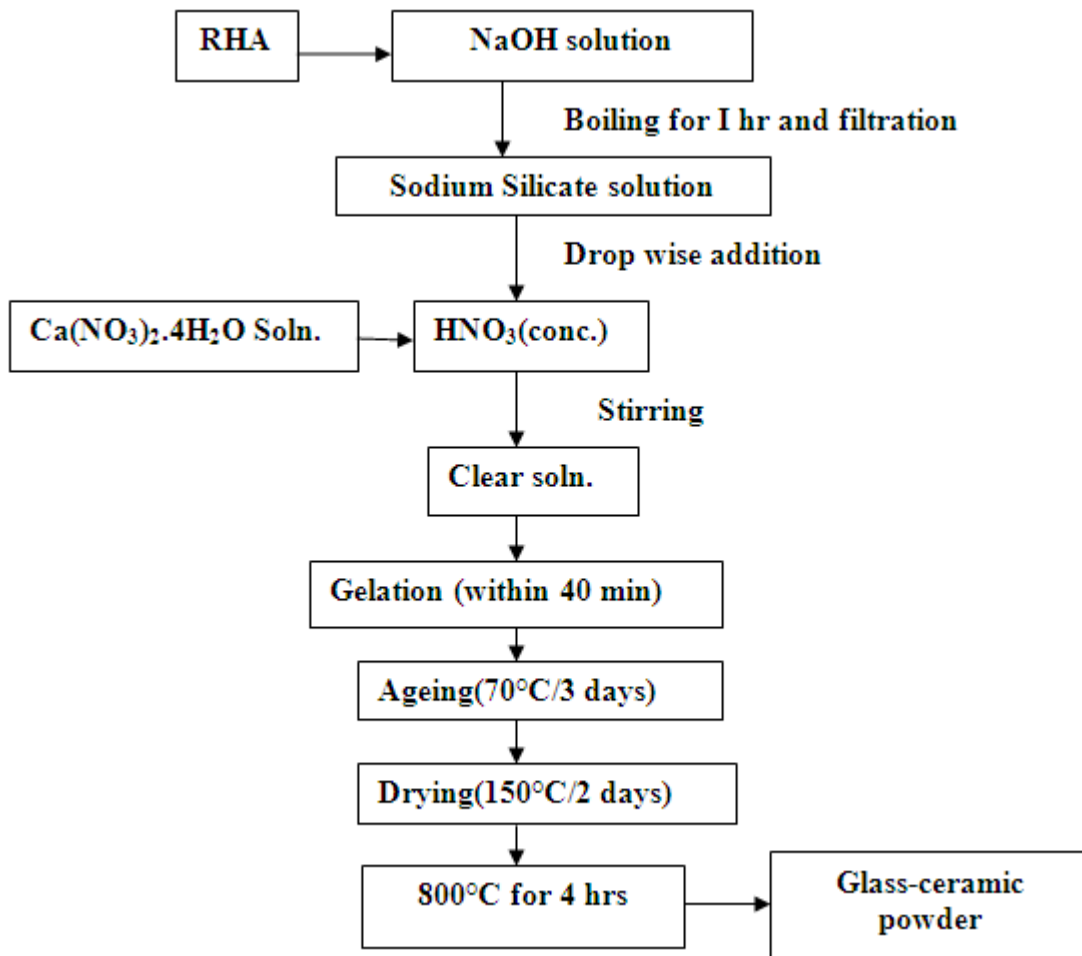 RHA
NaOH solution
Boiling for I hr and filtration
Sodium Silicate solution
Drop wise addition
Ca(NO₃)₂.4H₂O Soln.
HNO₃(conc.)
Stirring
Clear soln.
Gelation (within 40 min)
Ageing(70°C/3 days)
Drying(150°C/2 days)
800°C for 4 hrs
Glass-ceramic
powder